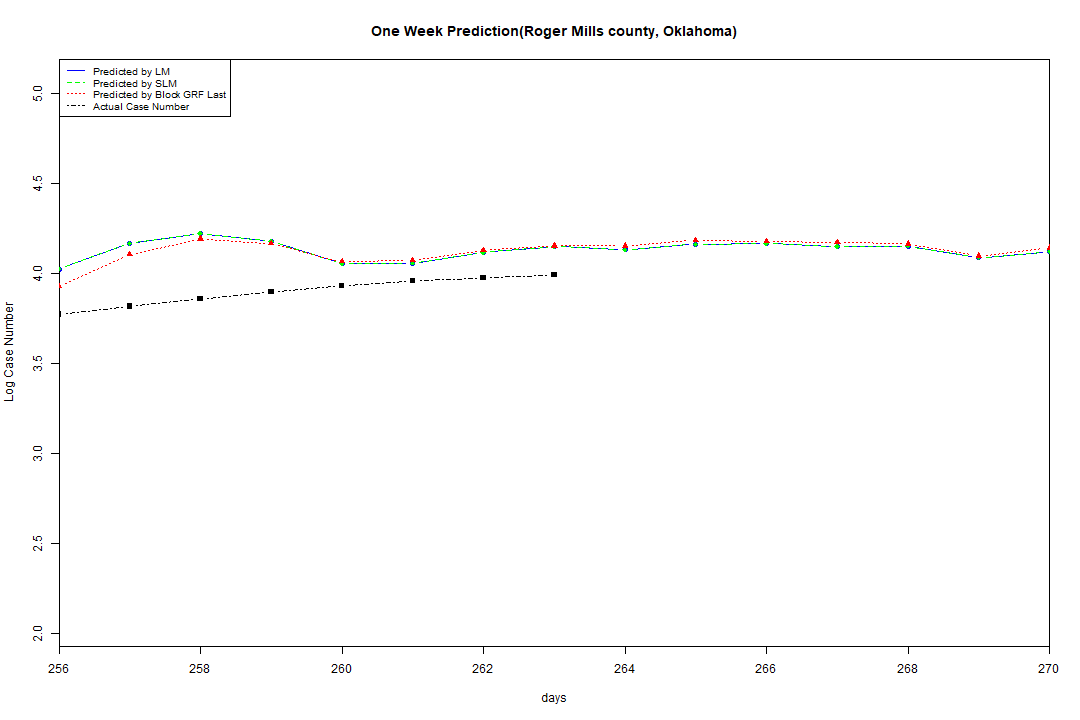 One Week Prediction(Roger Mills county, Oklahoma)
Predicted by LM
Predicted by SLM
Predicted by Block GRF Last
Actual Case Number
5.0
4.5
4.0
3.5
3.0
2.5
2.0
Log Case Number
256 258 260 262 264 266 268 270
days